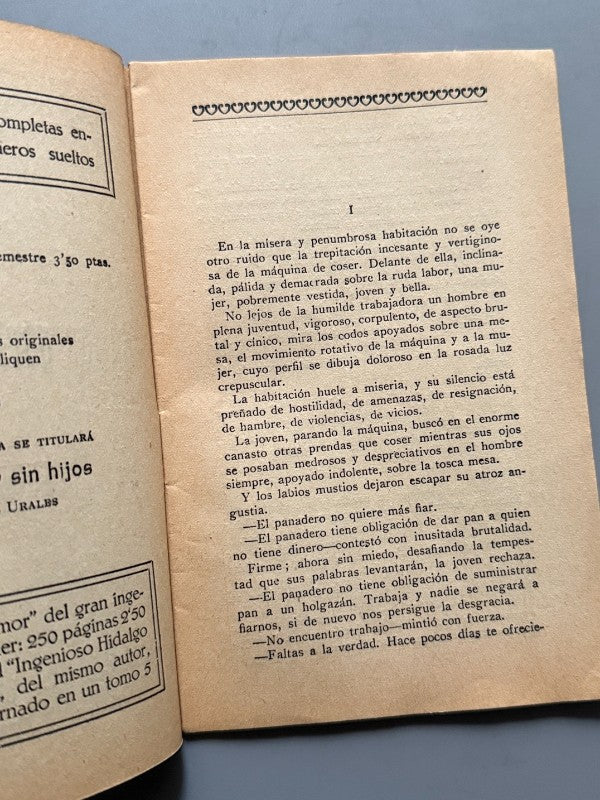 ompletas en-
ieros sueltos
emestre 3'50 ptas.
s originales
liquen
A SE TITULARÁ
sin hijos
URALES
mor" del gran inge-
er: 250 páginas 2'50
l "Ingenioso Hidalgo
, del mismo autor,
rnado en un tomo 5
I
En la misera y penumbrosa habitación no se oye
otro ruido que la trepitación incesante y vertigino-
sa de la máquina de coser. Delante de ella, inclina-
da, pálida y demacrada sobre la ruda labor, una mu-
jer, pobremente vestida, joven y bella.
No lejos de la humilde trabajadora un hombre en
plena juventud, vigoroso, corpulento, de aspecto bru-
tal y cínico, mira los codos apoyados sobre una me-
sa, el movimiento rotativo de la máquina y a la mu-
jer, cuyo perfil se dibuja doloroso en la rosada luz
crepuscular.
La habitación huele a miseria, y su silencio está
preñado de hostilidad, de amenazas, de resignación,
de hambre, de violencias, de vicios.
La joven, parando la máquina, buscó en el enorme
canasto otras prendas que coser mientras sus ojos
se posaban medrosos y despreciativos en el hombre
siempre, apoyado indolente, sobre la tosca mesa.
Y los labios mustios dejaron escapar su atroz an-
gustia.
—El panadero no quiere más fiar.
—El panadero tiene obligación de dar pan a quien
no tiene dinero—contestó con inusitada brutalidad.
Firme; ahora sin miedo, desafiando la tempes-
tad que sus palabras levantarán, la joven rechaza.
—El panadero no tiene obligación de suministrar
pan a un holgazán. Trabaja y nadie se negará a
fiarnos, si de nuevo nos persigue la desgracia.
—No encuentro trabajo—mintió con fuerza.
—Faltas a la verdad. Hace pocos días te ofrecie-